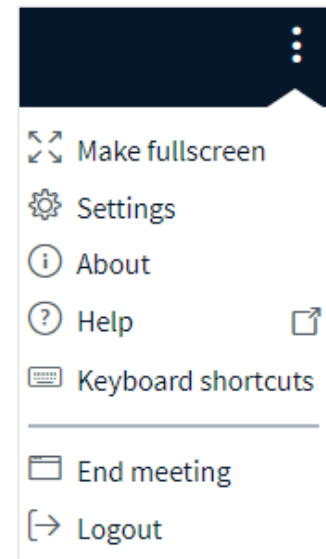 Make fullscreen
Settings
About
Help
Keyboard shortcuts
End meeting
Logout